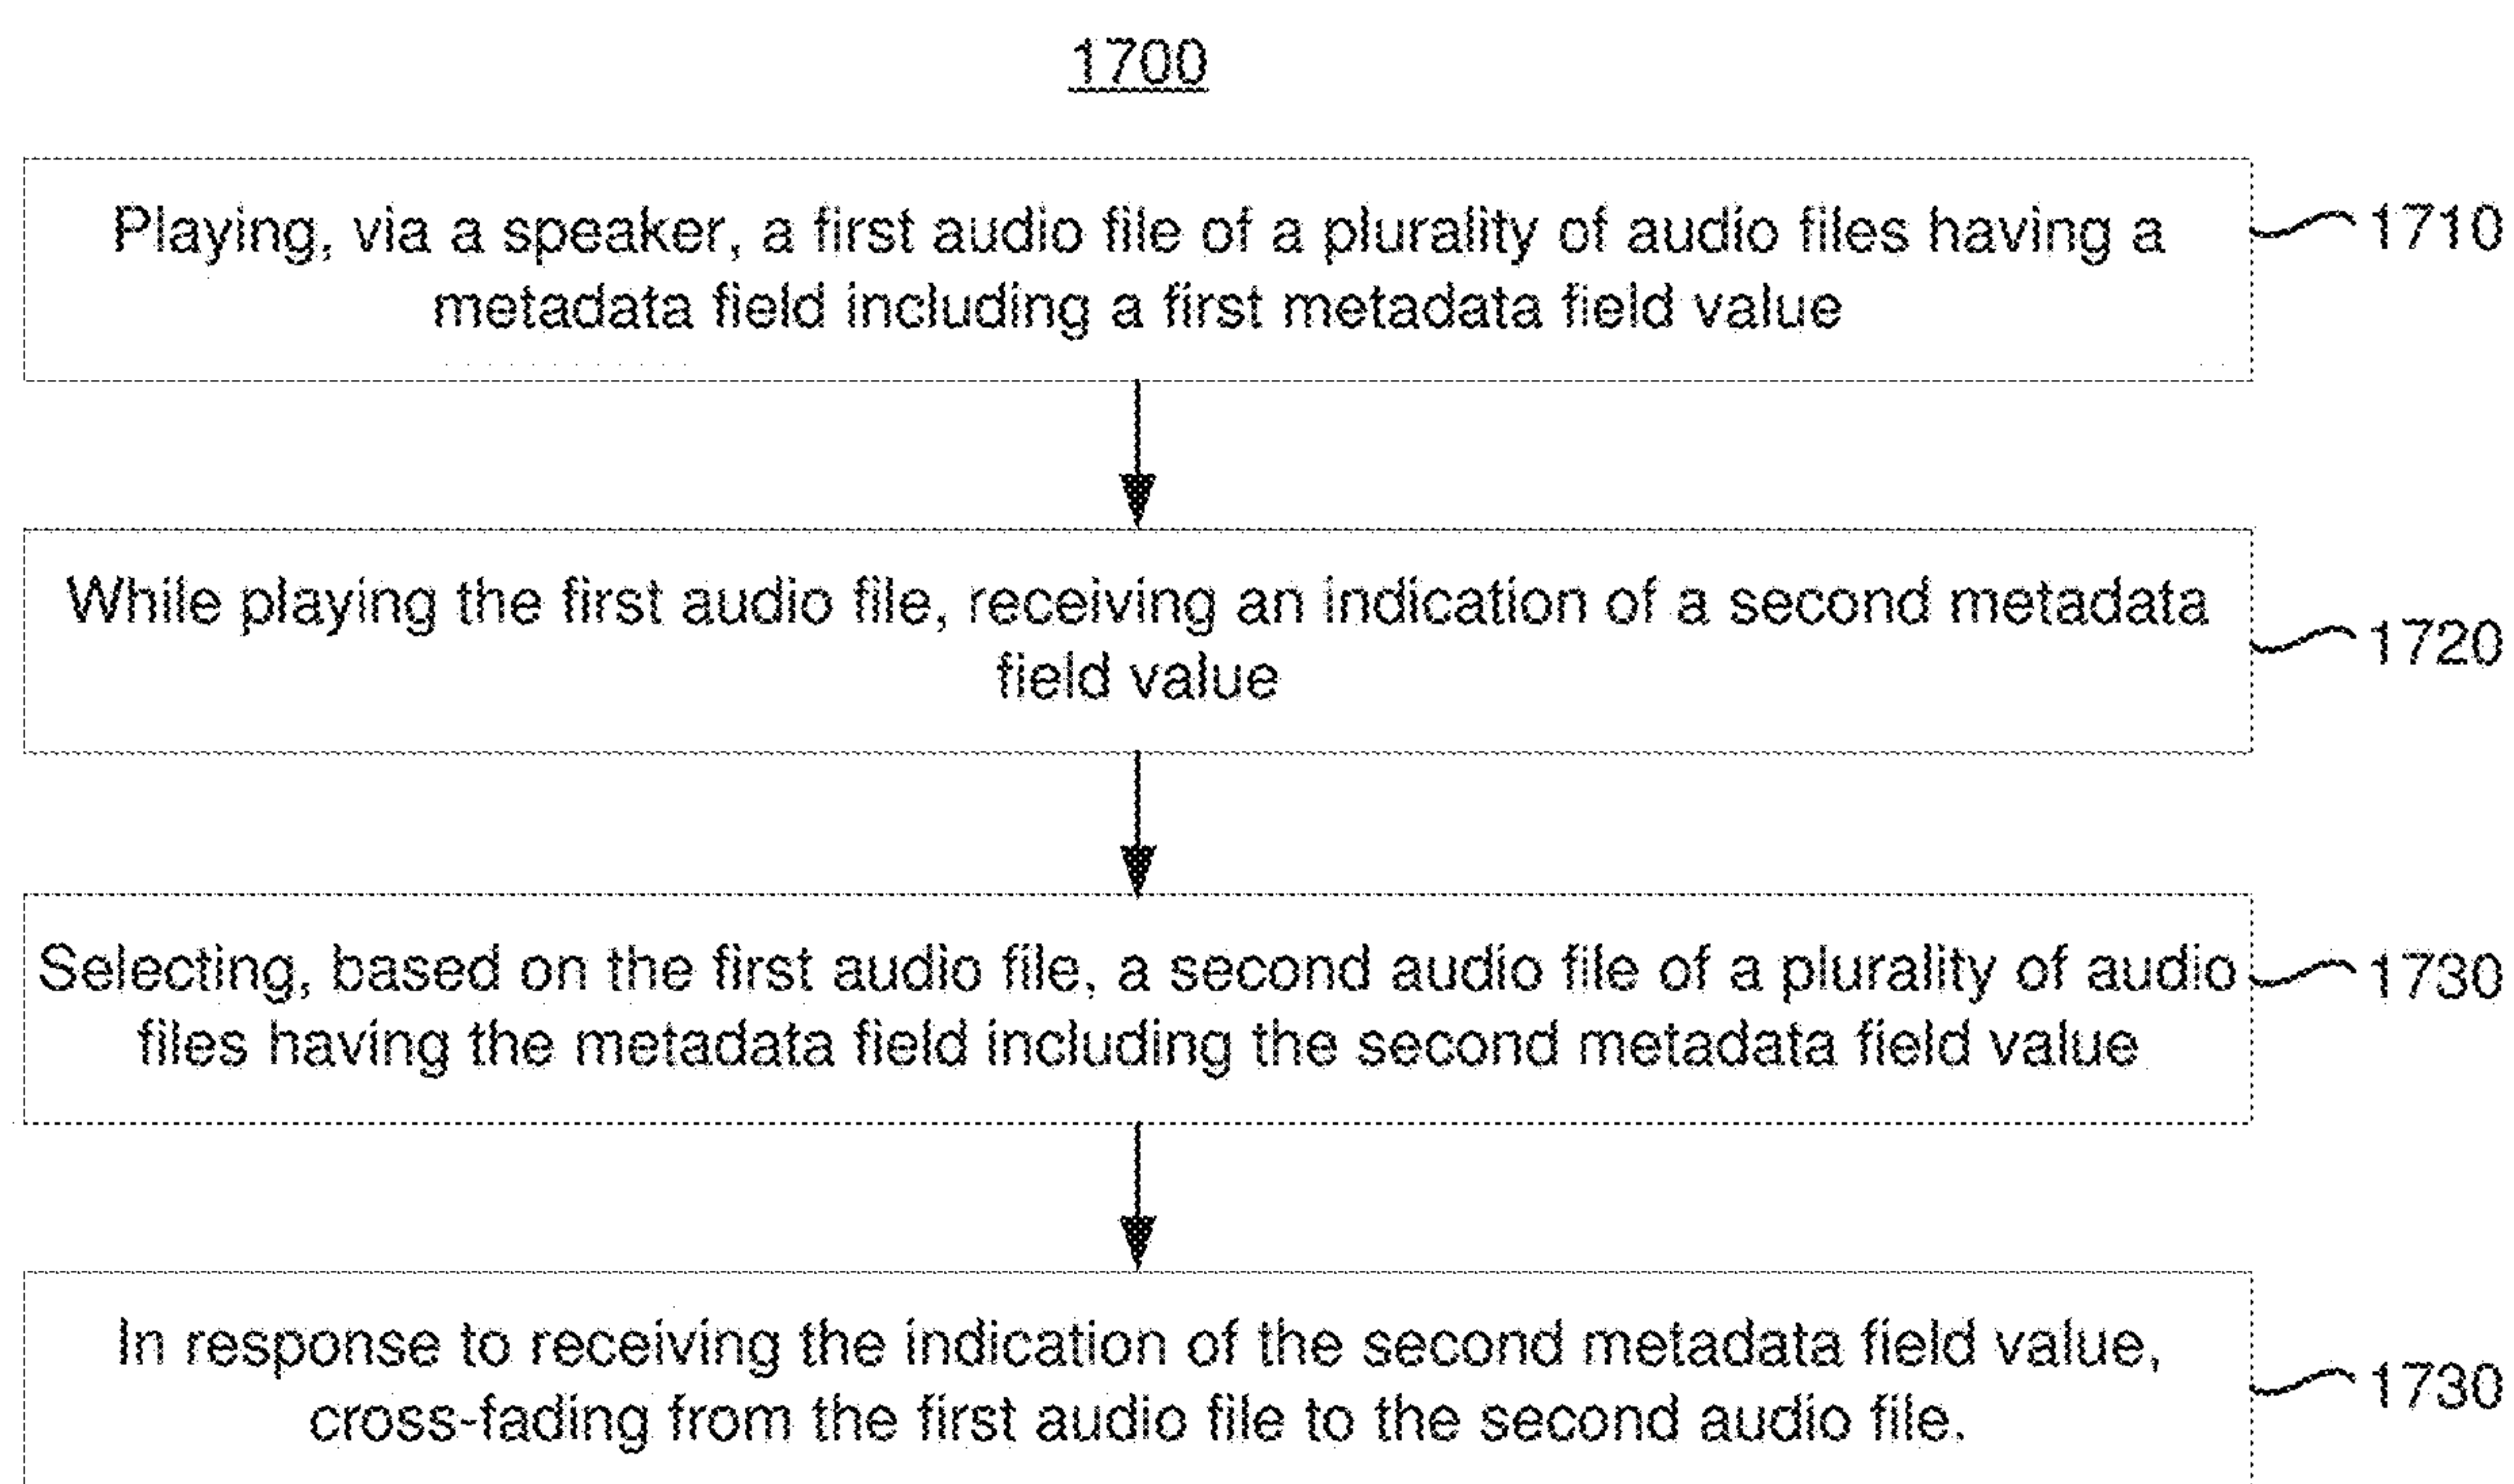 1700
Playing, via a speaker, a first audio file of a plurality of audio files having a
metadata field including a first metadata field value
1710
While playing the first audio file, receiving an indication of a second metadata
field value
1720
Selecting, based on the first audio file, a second audio file of a plurality of audio
files having the metadata field including the second metadata field value
1730
In response to receiving the indication of the second metadata field value,
cross-fading from the first audio file to the second audio file.
1730